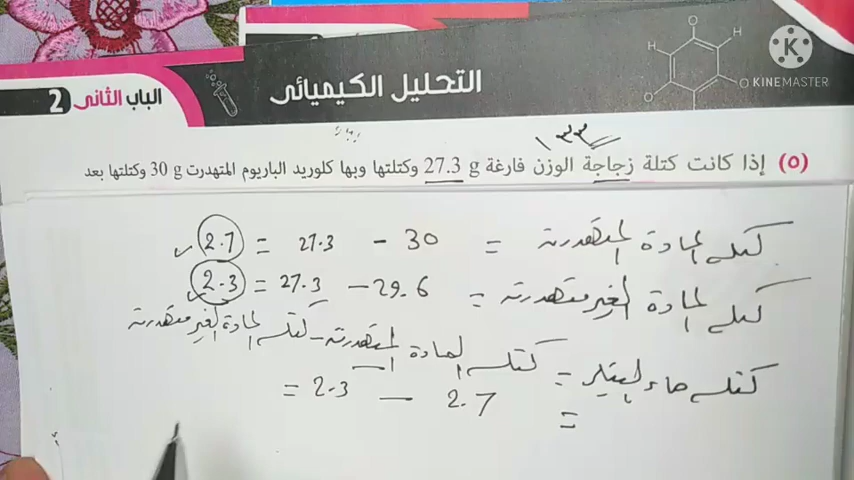 KINEMASTER
التحليل الكيميائى
الباب الثانى 2
١٣٣
(٥) إذا كانت كتلة زجاجة الوزن فارغة 27.3 g وكتلتها وبها كلوريد الباريوم المتهدرت 30 g وكتلتها بعد
كتلة المادة المتهدرتة = 30 - 27.3 = 2.7
كتلة المادة الغير متهدرتة = 29.6 - 27.3 = 2.3
كتلة ماء التبلر = كتلة المادة المتهدرتة - كتلة المادة الغير متهدرتة
= 2.7 - 2.3 =